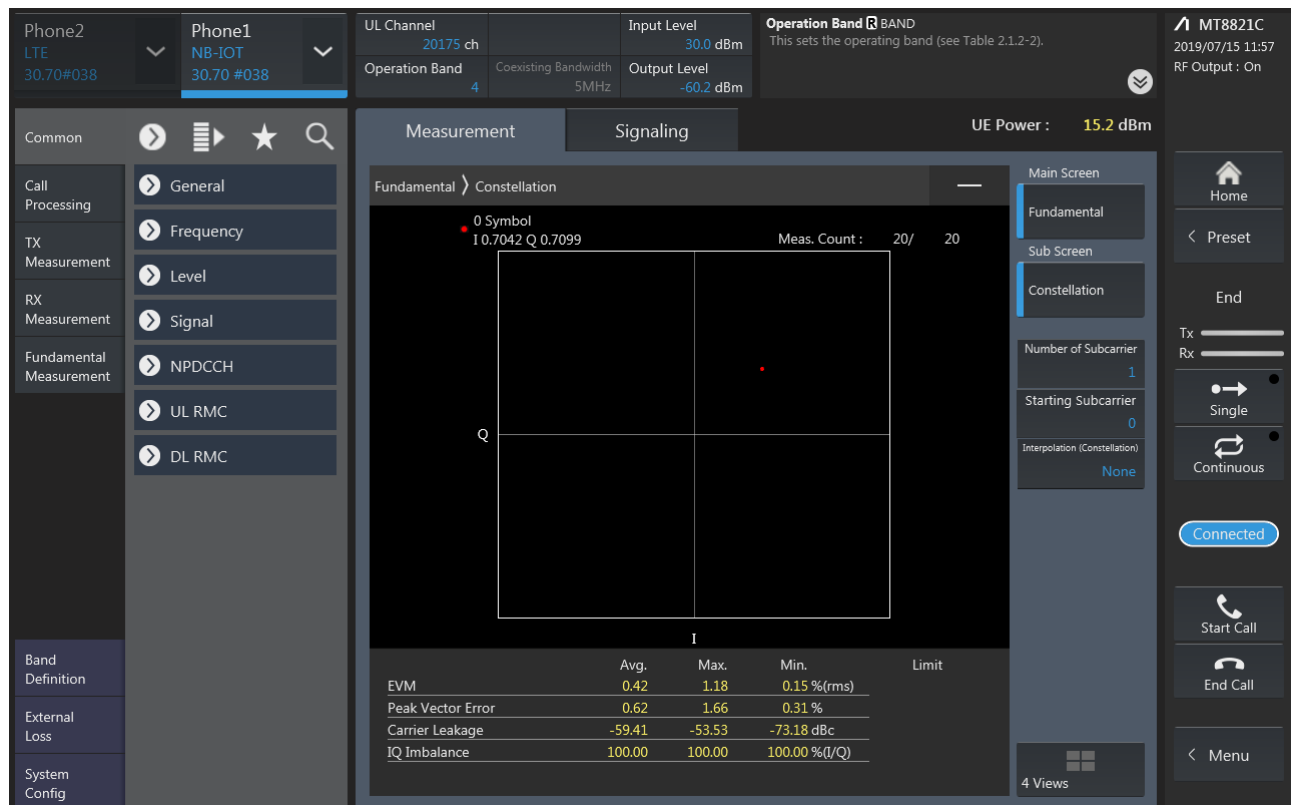 Phone2
LTE
30.70#038
Phone1
NB-IOT
30.70 #038
UL Channel
20175 ch
Operation Band
4
Coexisting Bandwidth
5MHz
Input Level
30.0 dBm
Output Level
-60.2 dBm
Operation Band R BAND
This sets the operating band (see Table 2.1.2-2).
MT8821C
2019/07/15 11:57
RF Output : On
Common
Call
Processing
TX
Measurement
RX
Measurement
Fundamental
Measurement
Band
Definition
External
Loss
System
Config
General
Frequency
Level
Signal
NPDCCH
UL RMC
DL RMC
Measurement
Signaling
UE Power : 15.2 dBm
Fundamental 〉 Constellation
0 Symbol
I 0.7042 Q 0.7099
Meas. Count : 20/ 20
Q
I
Avg. Max. Min. Limit
EVM 0.42 1.18 0.15 %(rms)
Peak Vector Error 0.62 1.66 0.31 %
Carrier Leakage -59.41 -53.53 -73.18 dBc
IQ Imbalance 100.00 100.00 100.00 %(I/Q)
Main Screen
Fundamental
Sub Screen
Constellation
Number of Subcarrier
1
Starting Subcarrier
0
Interpolation (Constellation)
None
4 Views
Home
< Preset
End
Tx
Rx
Single
Continuous
Connected
Start Call
End Call
< Menu